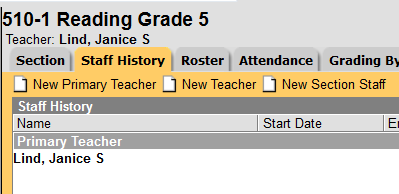 510-1 Reading Grade 5
Teacher: Lind, Janice S
Section Staff History Roster Attendance Grading By
New Primary Teacher New Teacher New Section Staff
Staff History
Name Start Date
Primary Teacher
Lind, Janice S